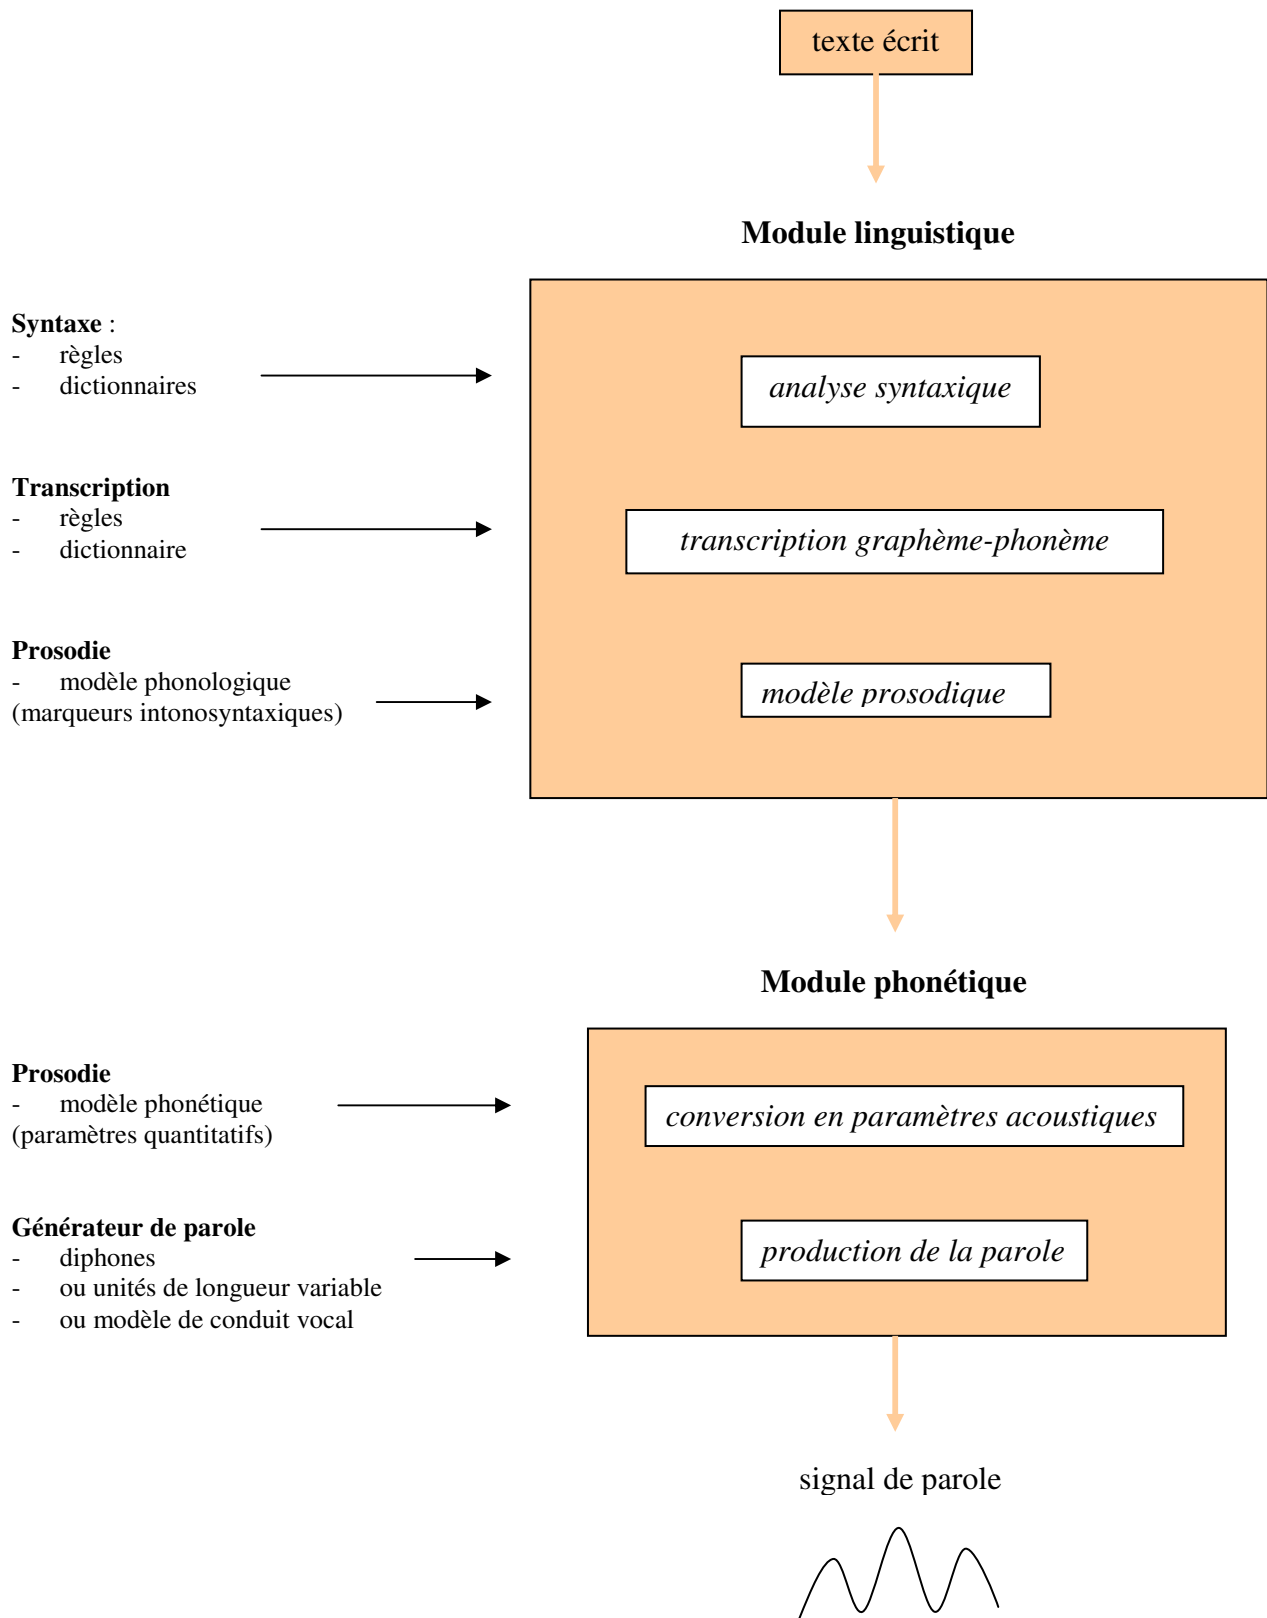 texte écrit
Module linguistique
Syntaxe :
- règles
- dictionnaires
analyse syntaxique
Transcription
- règles
- dictionnaire
transcription graphème-phonème
Prosodie
- modèle phonologique
(marqueurs intonosyntaxiques)
modèle prosodique
Module phonétique
Prosodie
- modèle phonétique
(paramètres quantitatifs)
conversion en paramètres acoustiques
Générateur de parole
- diphones
- ou unités de longueur variable
- ou modèle de conduit vocal
production de la parole
signal de parole